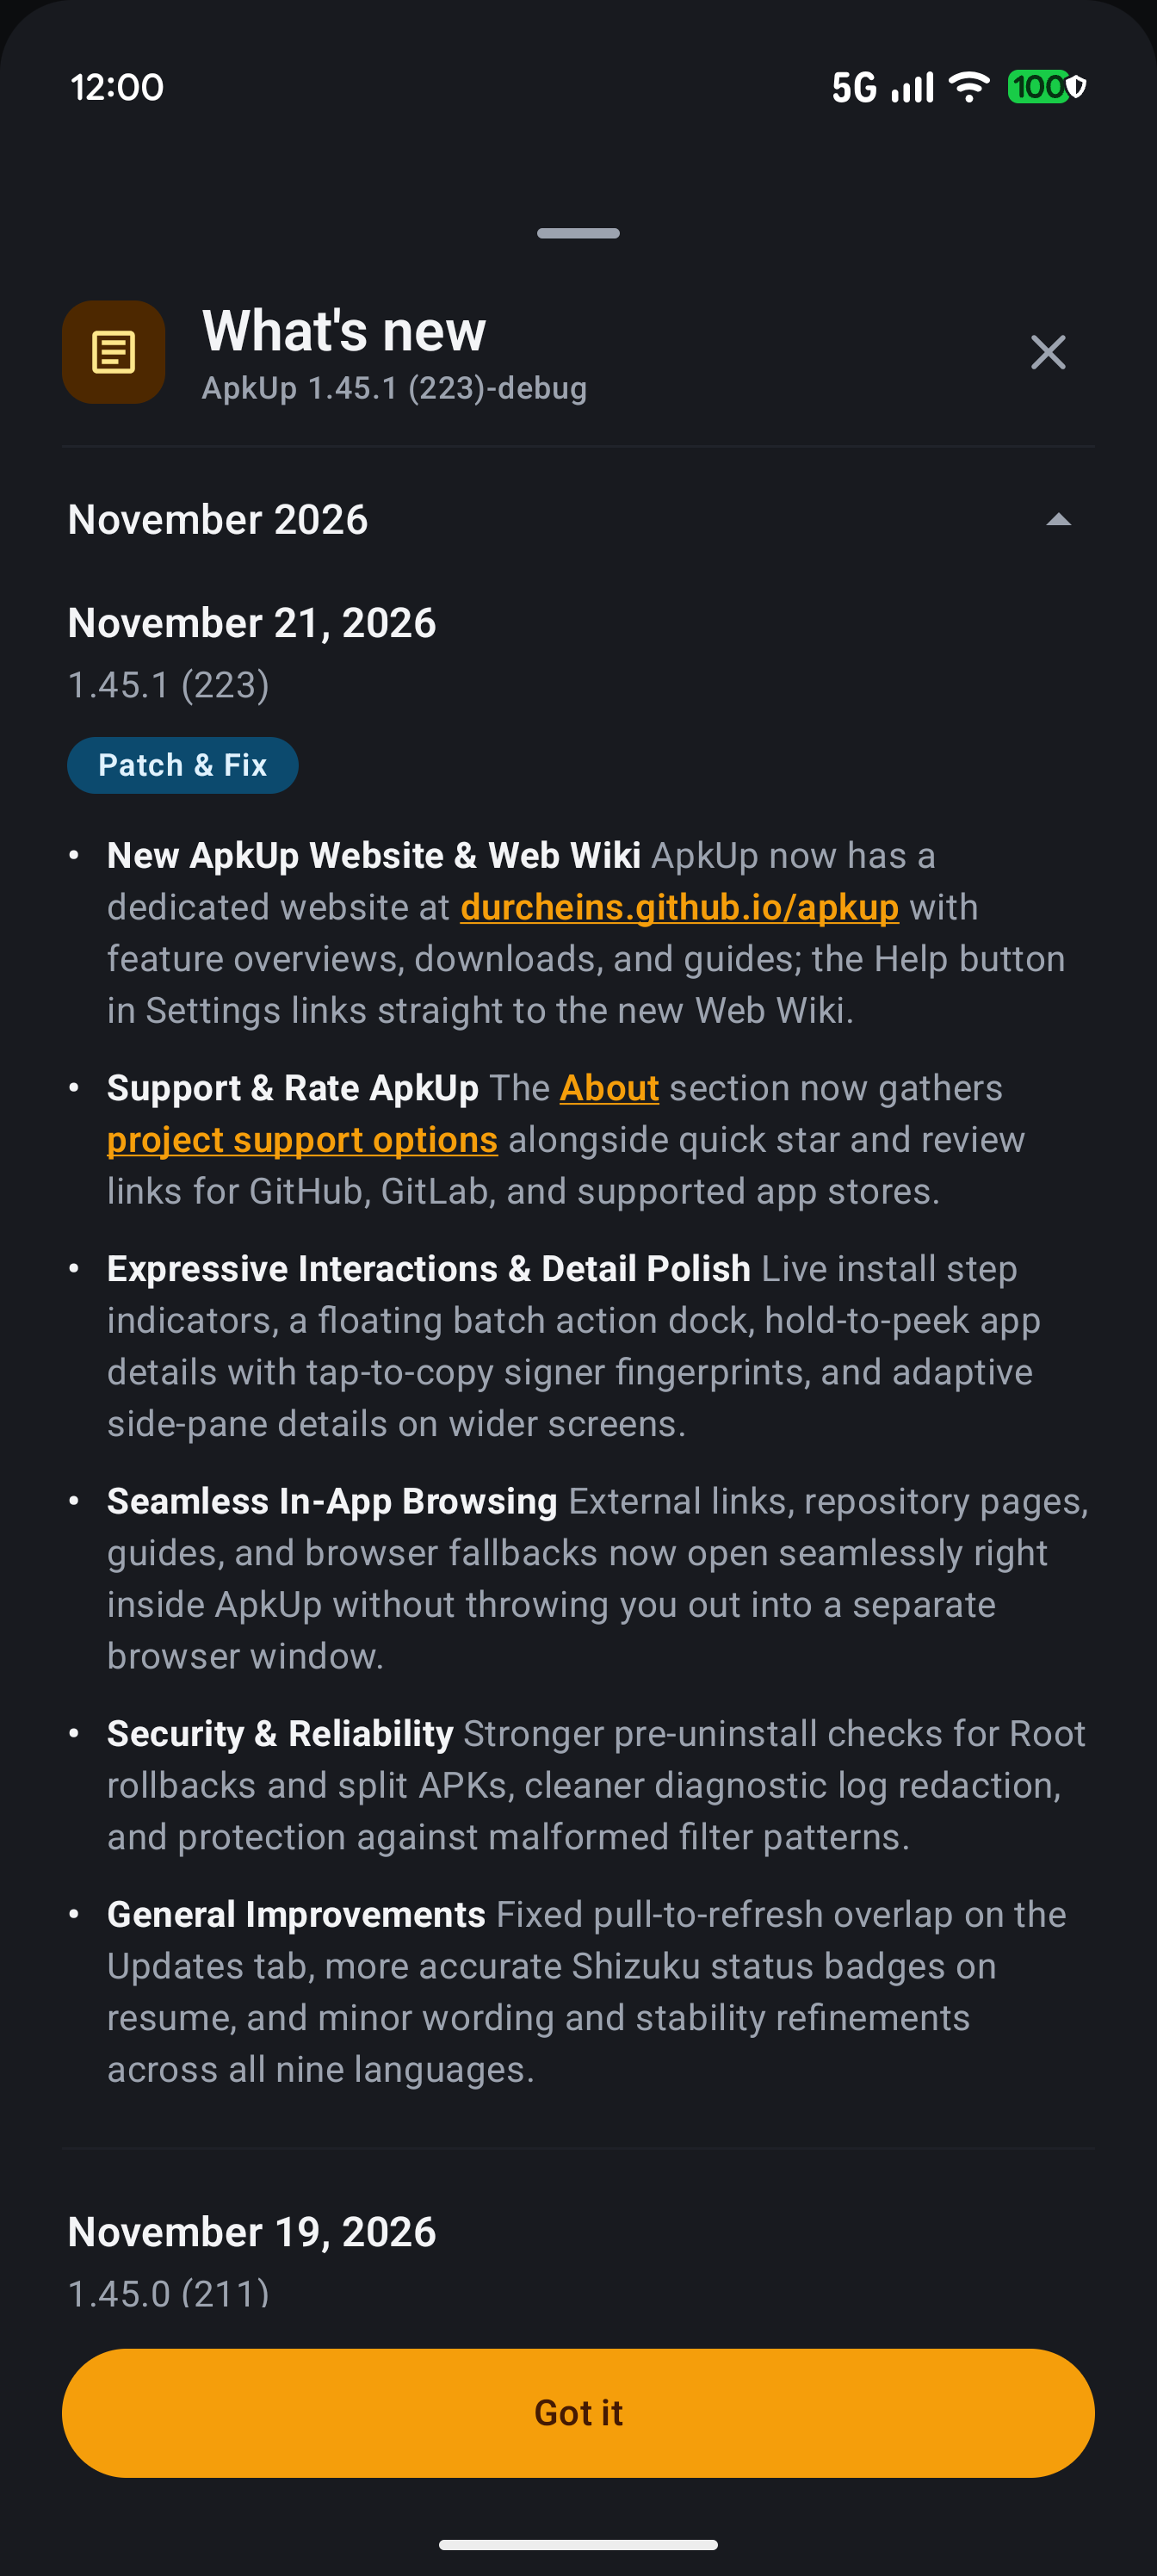 12:00
5G
100
What's new
ApkUp 1.45.1 (223)-debug
November 2026
November 21, 2026
1.45.1 (223)
Patch & Fix
• New ApkUp Website & Web Wiki ApkUp now has a
dedicated website at durcheins.github.io/apkup with
feature overviews, downloads, and guides; the Help button
in Settings links straight to the new Web Wiki.
• Support & Rate ApkUp The About section now gathers
project support options alongside quick star and review
links for GitHub, GitLab, and supported app stores.
• Expressive Interactions & Detail Polish Live install step
indicators, a floating batch action dock, hold-to-peek app
details with tap-to-copy signer fingerprints, and adaptive
side-pane details on wider screens.
• Seamless In-App Browsing External links, repository pages,
guides, and browser fallbacks now open seamlessly right
inside ApkUp without throwing you out into a separate
browser window.
• Security & Reliability Stronger pre-uninstall checks for Root
rollbacks and split APKs, cleaner diagnostic log redaction,
and protection against malformed filter patterns.
• General Improvements Fixed pull-to-refresh overlap on the
Updates tab, more accurate Shizuku status badges on
resume, and minor wording and stability refinements
across all nine languages.
November 19, 2026
1.45.0 (211)
Got it